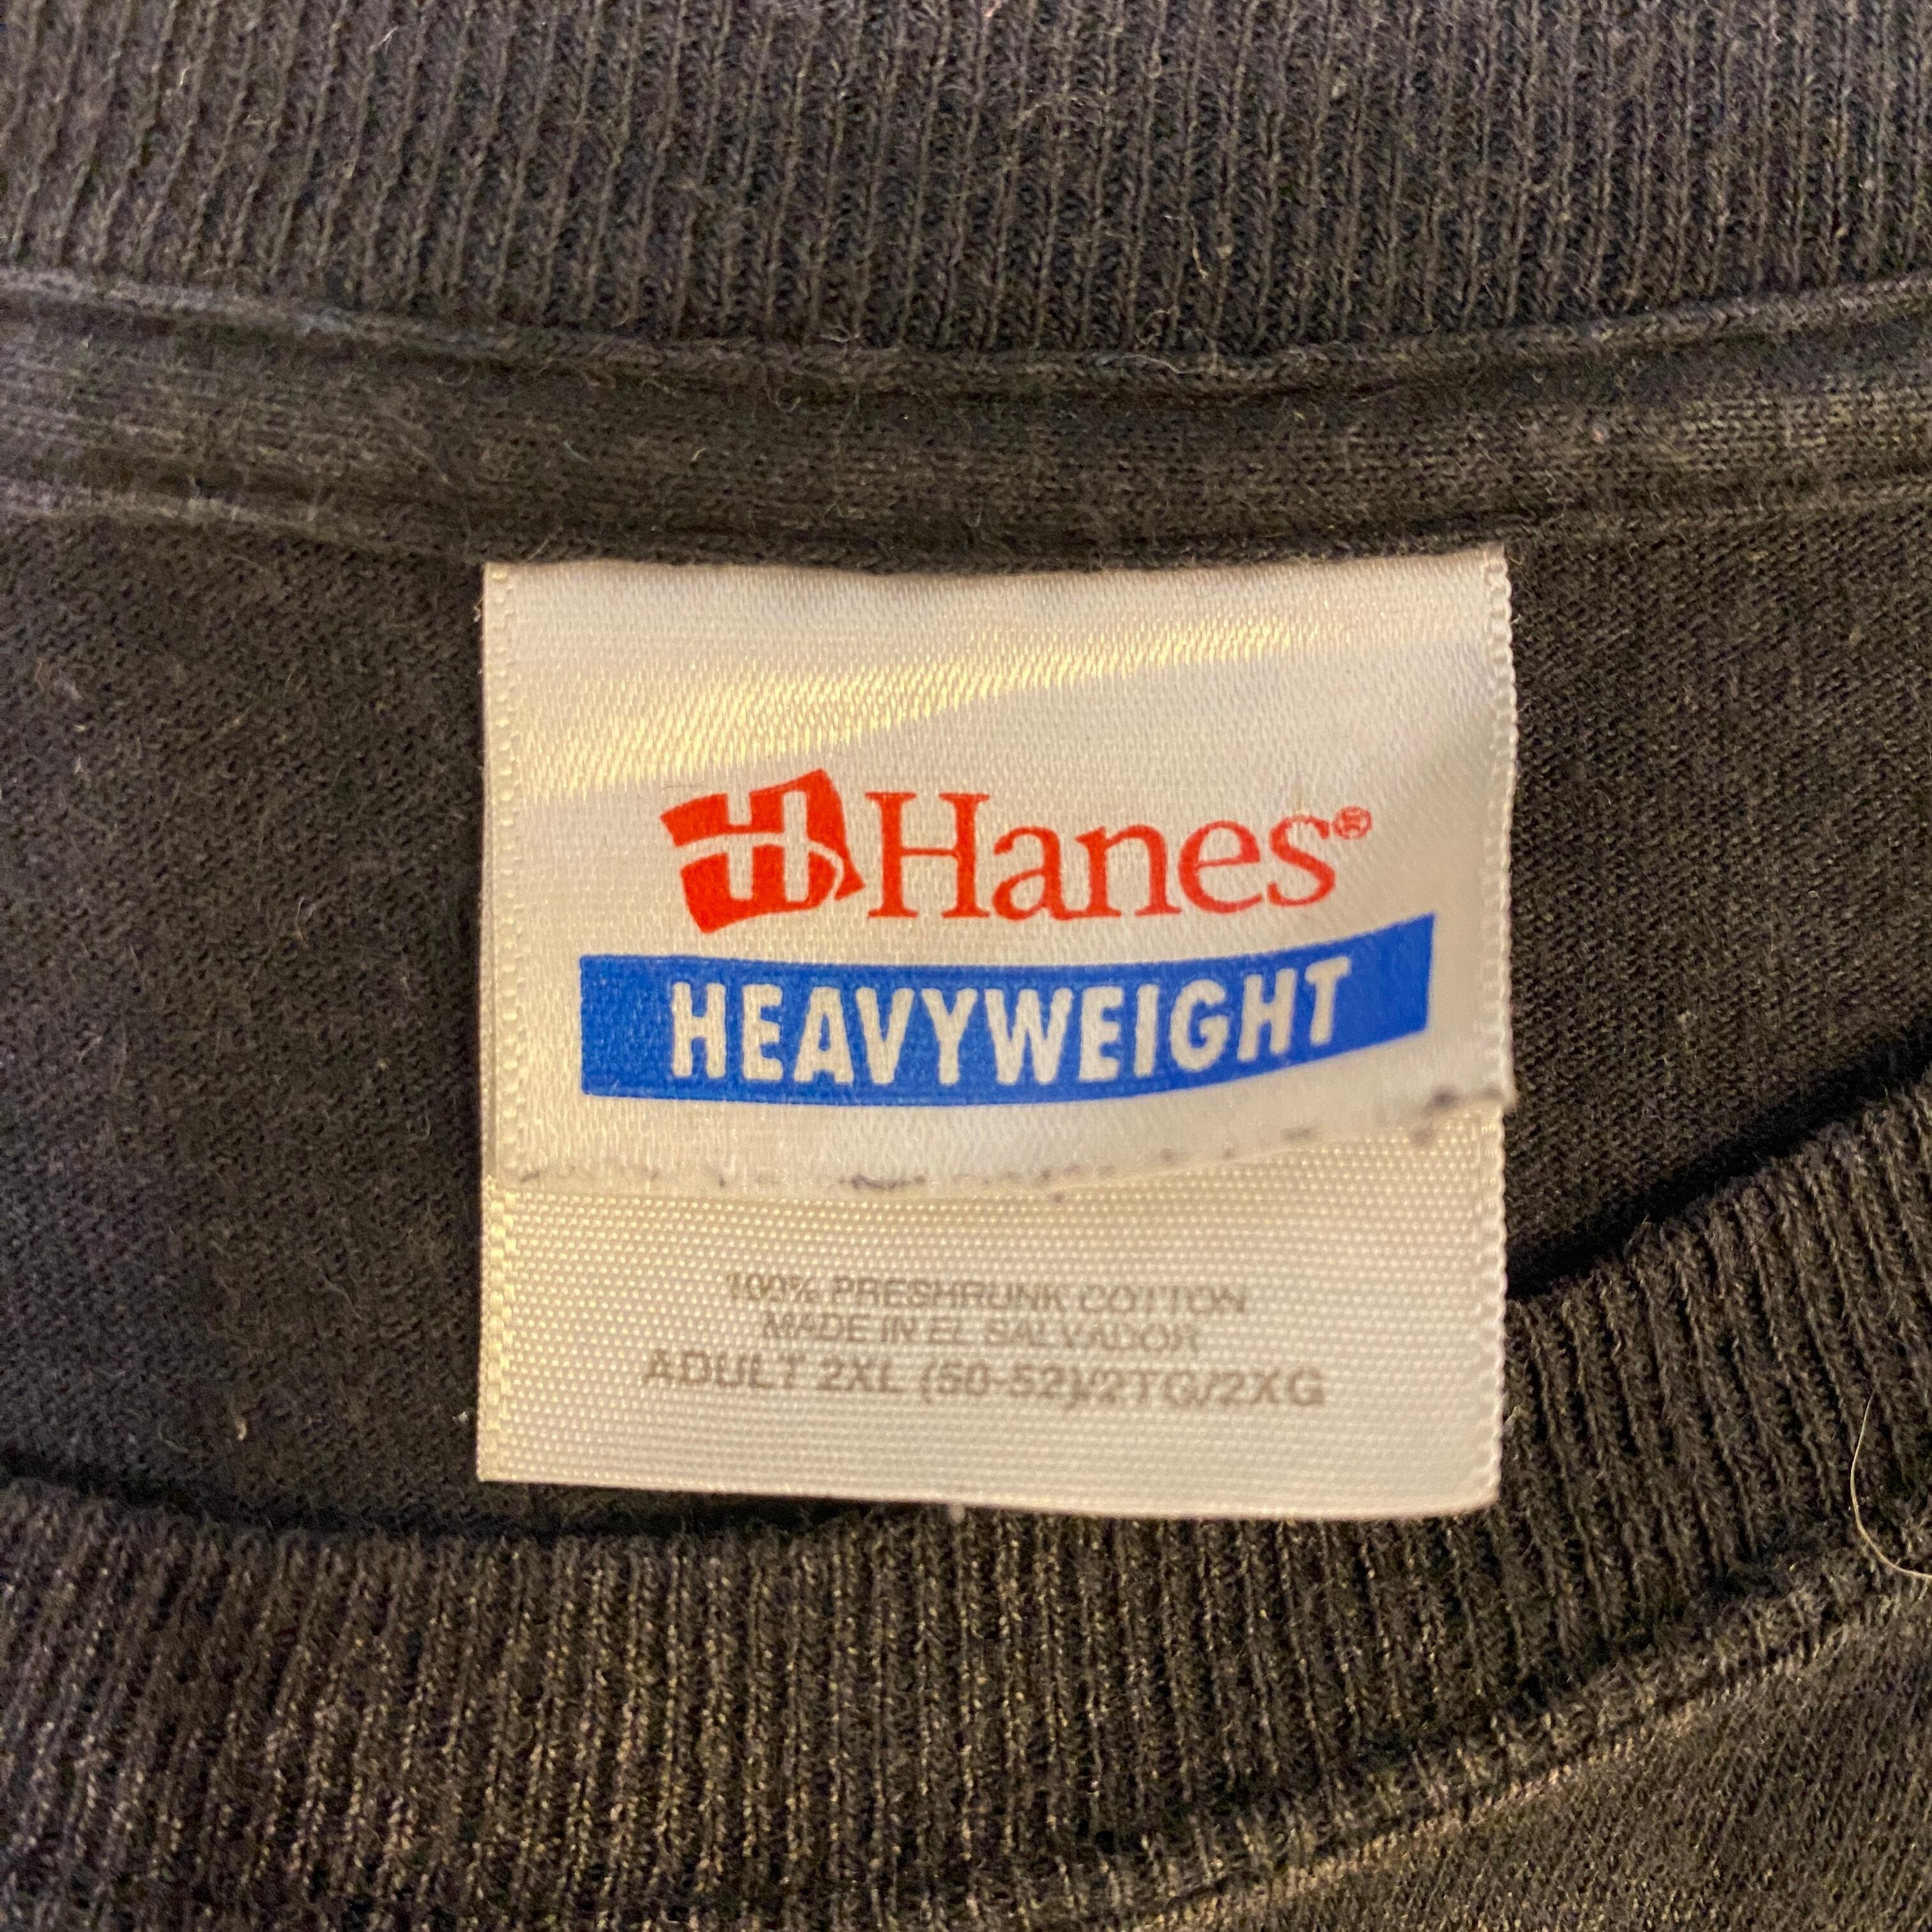 H Hanes®
HEAVYWEIGHT
100% PRESHRUNK COTTON
MADE IN EL SALVADOR
ADULT 2XL (50-52)/2TG/2XG